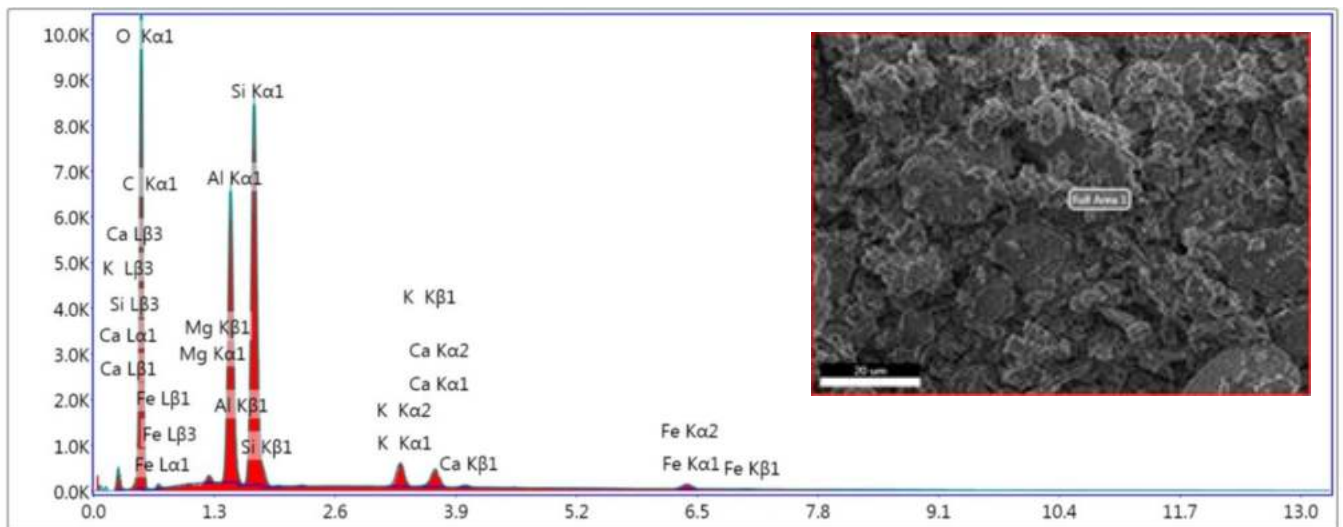 10.0K
O Kα1
9.0K
Si Kα1
8.0K
7.0K
C Kα1
Al Kα1
6.0K
Ca Lβ3
5.0K
K Lβ3
K Kβ1
Si Lβ3
4.0K
Mg Kβ1
Ca Lα1
3.0K
Mg Kα1
Ca Kα2
Ca Lβ1
Ca Kα1
2.0K
Fe Lβ1
Al Kβ1
K Kα2
Fe Lβ3
Fe Kα2
1.0K
Si Kβ1
K Kα1
Fe Lα1
Ca Kβ1
Fe Kα1
Fe Kβ1
0.0K
0.0 1.3 2.6 3.9 5.2 6.5 7.8 9.1 10.4 11.7 13.0
Full Area 1
20 um